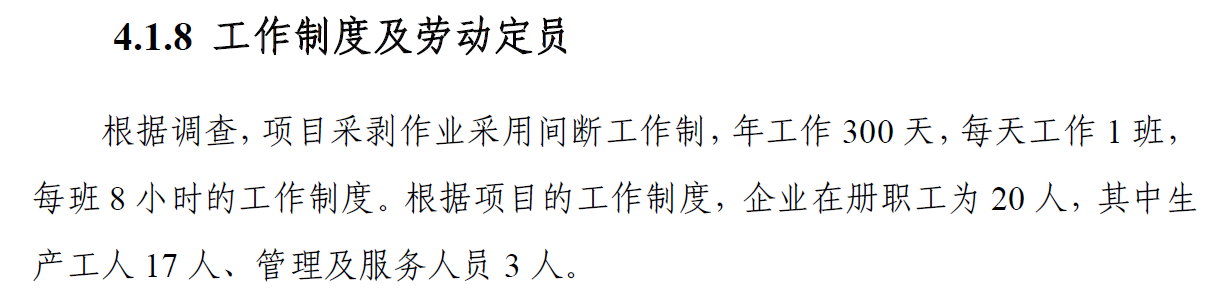 4.1.8 工作制度及劳动定员
根据调查，项目采剥作业采用间断工作制，年工作 300 天，每天工作 1 班，
每班 8 小时的工作制度。根据项目的工作制度，企业在册职工为 20 人，其中生
产工人 17 人、管理及服务人员 3 人。